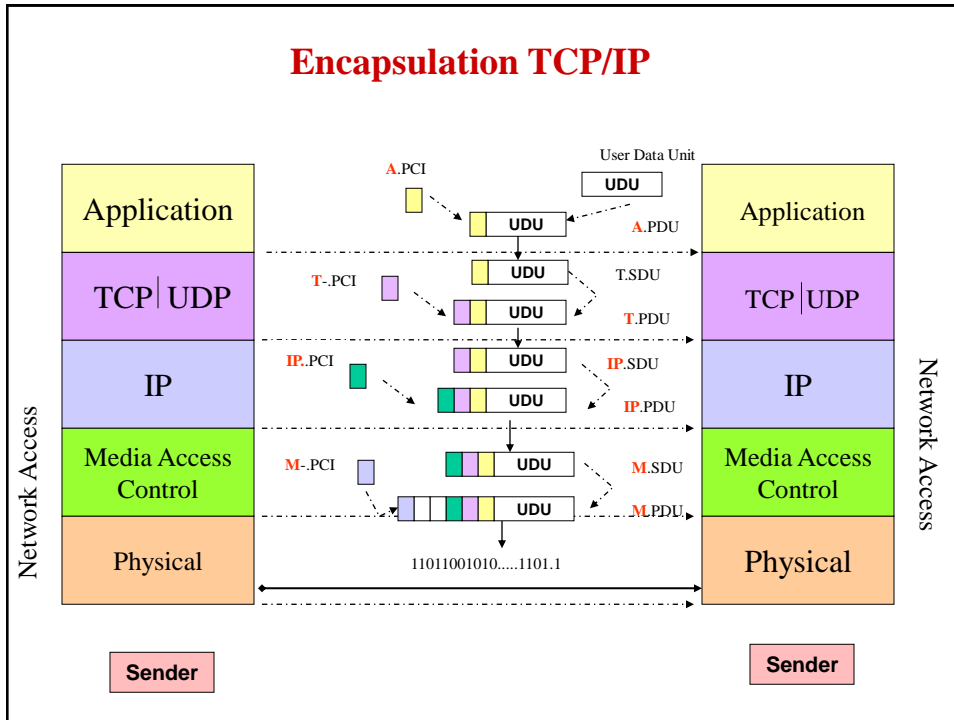 Encapsulation TCP/IP
User Data Unit
A.PCI
UDU
Application
UDU
A.PDU
Application
UDU
T.SDU
T-.PCI
TCP UDP
UDU
T.PDU
TCP UDP
IP..PCI
UDU
IP.SDU
IP
UDU
IP.PDU
IP
Network Access
Network Access
Media Access
Control
M-.PCI
UDU
M.SDU
UDU
M.PDU
Media Access
Control
Physical
11011001010.....1101.1
Physical
Sender
Sender